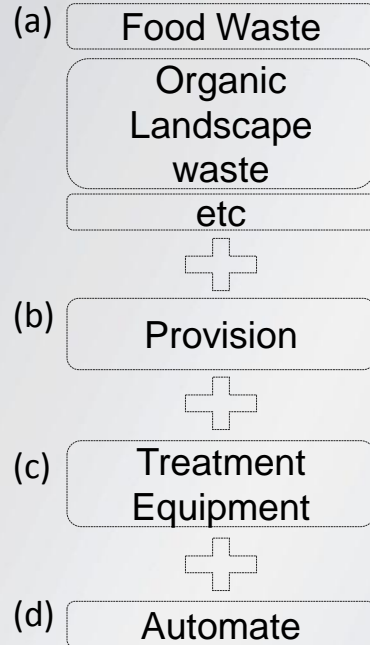 (a) Food Waste
Organic
Landscape
waste
etc
(b) Provision
(c) Treatment
Equipment
(d) Automate